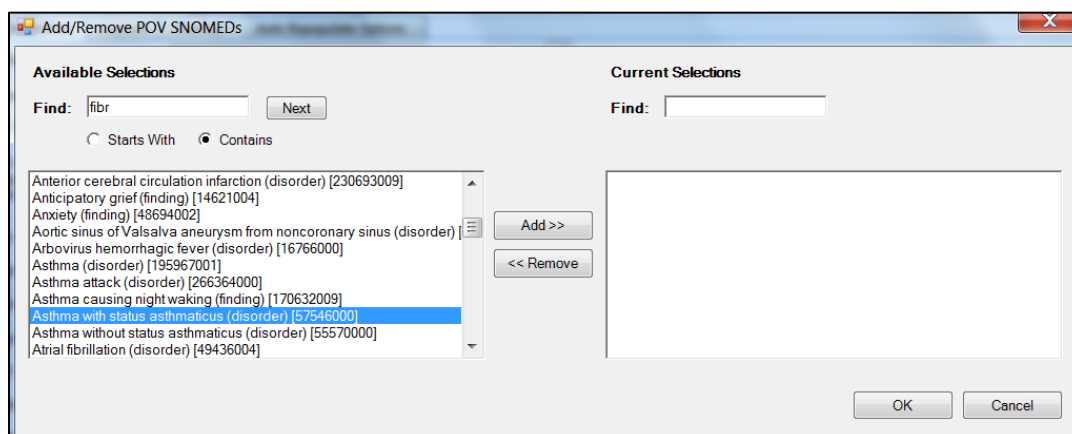 Add/Remove POV SNOMEDs
Available Selections
Current Selections
Find: fibr Next
Find:
Starts With Contains
Anterior cerebral circulation infarction (disorder) [230693009]
Anticipatory grief (finding) [14621004]
Anxiety (finding) [48694002]
Aortic sinus of Valsalva aneurysm from noncoronary sinus (disorder) [
Arbovirus hemorrhagic fever (disorder) [16766000]
Asthma (disorder) [195967001]
Asthma attack (disorder) [266364000]
Asthma causing night waking (finding) [170632009]
Asthma with status asthmaticus (disorder) [57546000]
Asthma without status asthmaticus (disorder) [55570000]
Atrial fibrillation (disorder) [49436004]
Add >>
<< Remove
OK Cancel